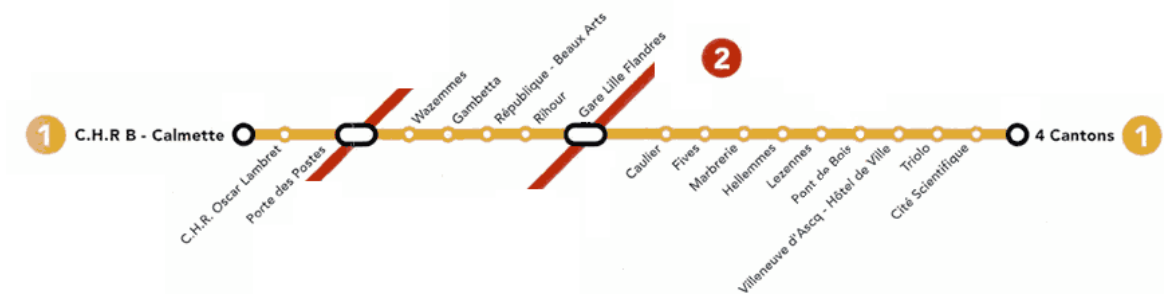 1
C.H.R B - Calmette
C.H.R. Oscar Lambret
Porte des Postes
Wazemmes
Gambetta
République - Beaux Arts
Rihour
Gare Lille Flandres
2
Caulier
Fives
Marbrerie
Hellemmes
Lezennes
Pont de Bois
Villeneuve d'Ascq - Hôtel de Ville
Triolo
Cité Scientifique
4 Cantons
1